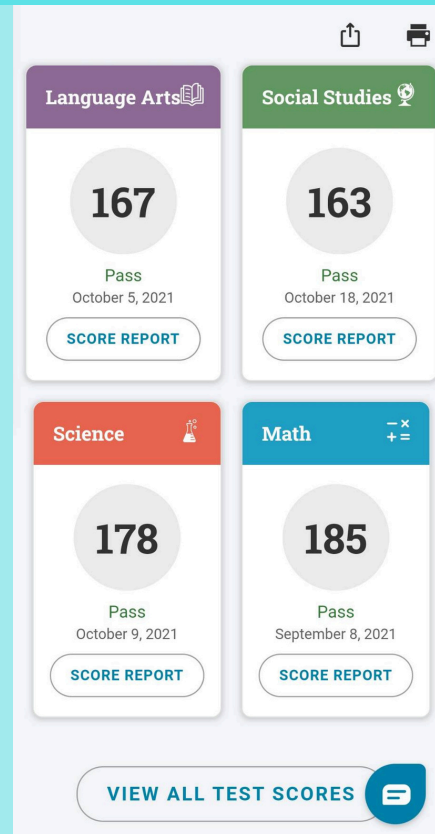 Language Arts
167
Pass
October 5, 2021
SCORE REPORT
Social Studies
163
Pass
October 18, 2021
SCORE REPORT
Science
178
Pass
October 9, 2021
SCORE REPORT
Math
185
Pass
September 8, 2021
SCORE REPORT
VIEW ALL TEST SCORES